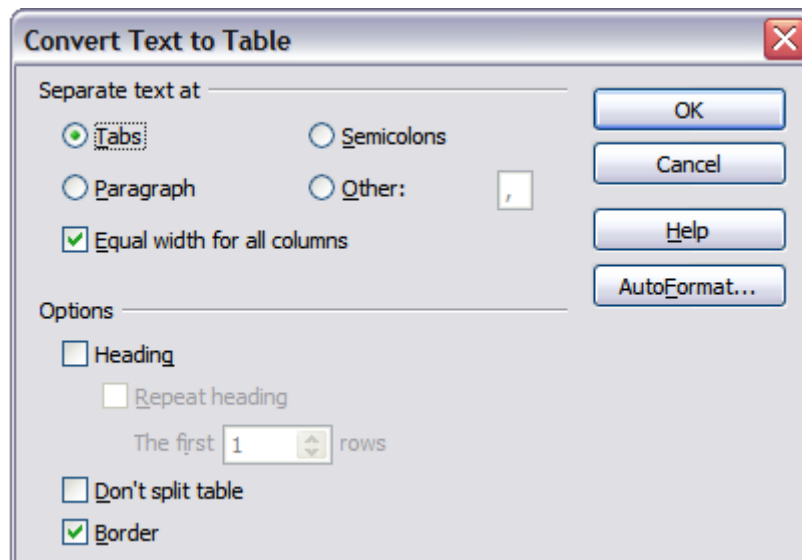 Convert Text to Table
Separate text at
Tabs
Semicolons
Paragraph
Other:
,
Equal width for all columns
OK
Cancel
Help
AutoFormat...
Options
Heading
Repeat heading
The first 1 rows
Don't split table
Border